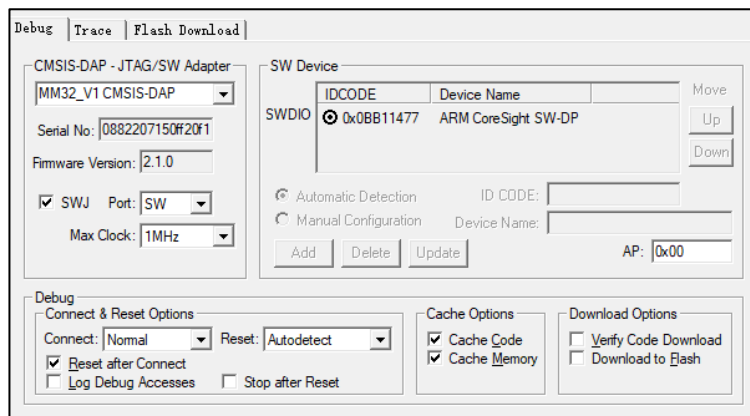 Debug Trace Flash Download
CMSIS-DAP - JTAG/SW Adapter
MM32_V1 CMSIS-DAP
Serial No: 0882207150ff20f1
Firmware Version: 2.1.0
SWJ Port: SW
Max Clock: 1MHz
SW Device
IDCODE Device Name
SWDIO 0x0BB11477 ARM CoreSight SW-DP
Move
Up
Down
Automatic Detection ID CODE:
Manual Configuration Device Name:
Add Delete Update AP: 0x00
Debug
Connect & Reset Options
Connect: Normal Reset: Autodetect
Reset after Connect
Log Debug Accesses Stop after Reset
Cache Options
Cache Code
Cache Memory
Download Options
Verify Code Download
Download to Flash